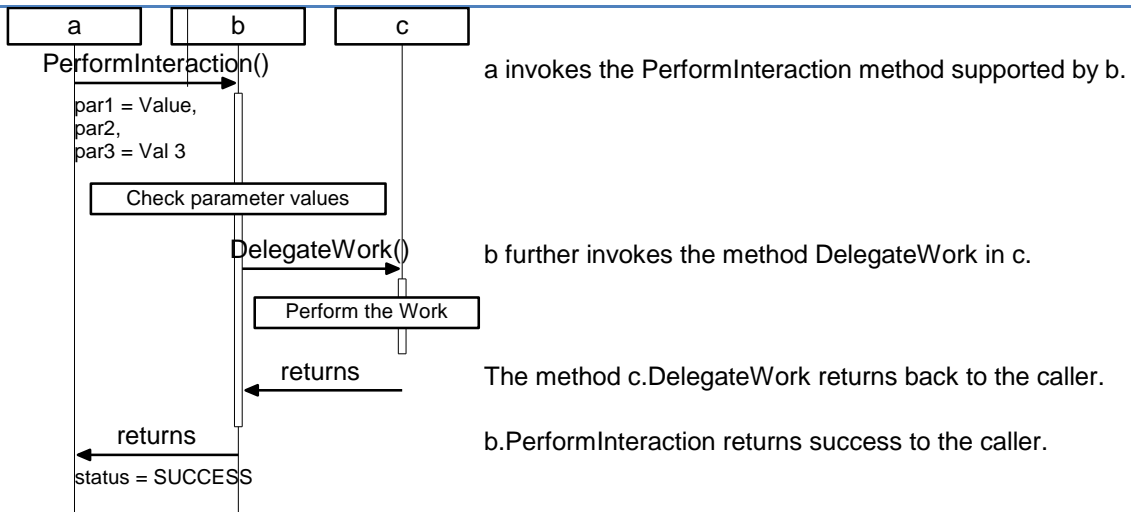 a
b
c
PerformInteraction()
a invokes the PerformInteraction method supported by b.
par1 = Value,
par2,
par3 = Val 3
Check parameter values
DelegateWork()
b further invokes the method DelegateWork in c.
Perform the Work
returns
The method c.DelegateWork returns back to the caller.
returns
b.PerformInteraction returns success to the caller.
status = SUCCESS